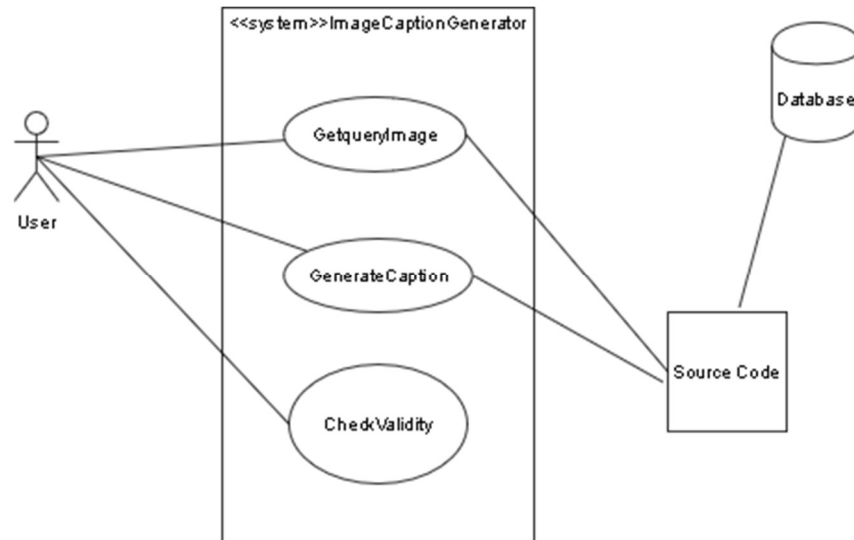 <<system>>ImageCaptionGenerator
GetqueryImage
Database
User
GenerateCaption
Source Code
CheckValidity